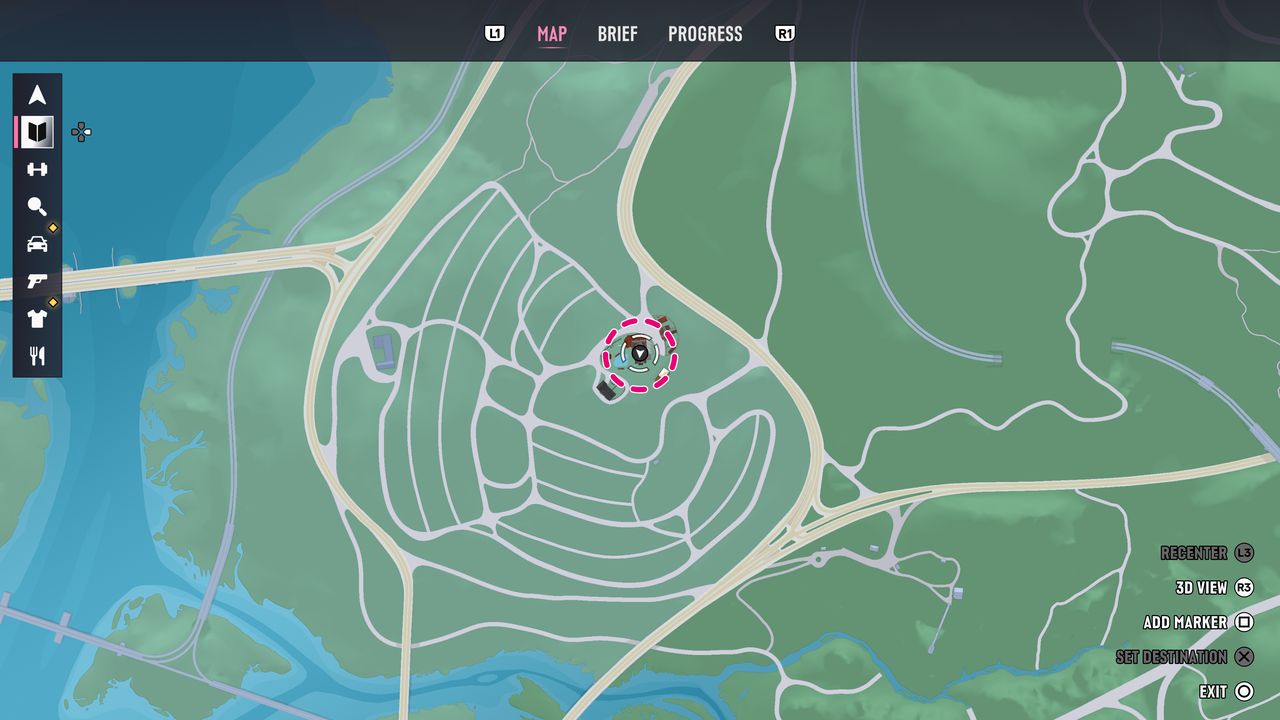 L1 MAP BRIEF PROGRESS R1
RECENTER L3
3D VIEW R3
ADD MARKER
SET DESTINATION
EXIT